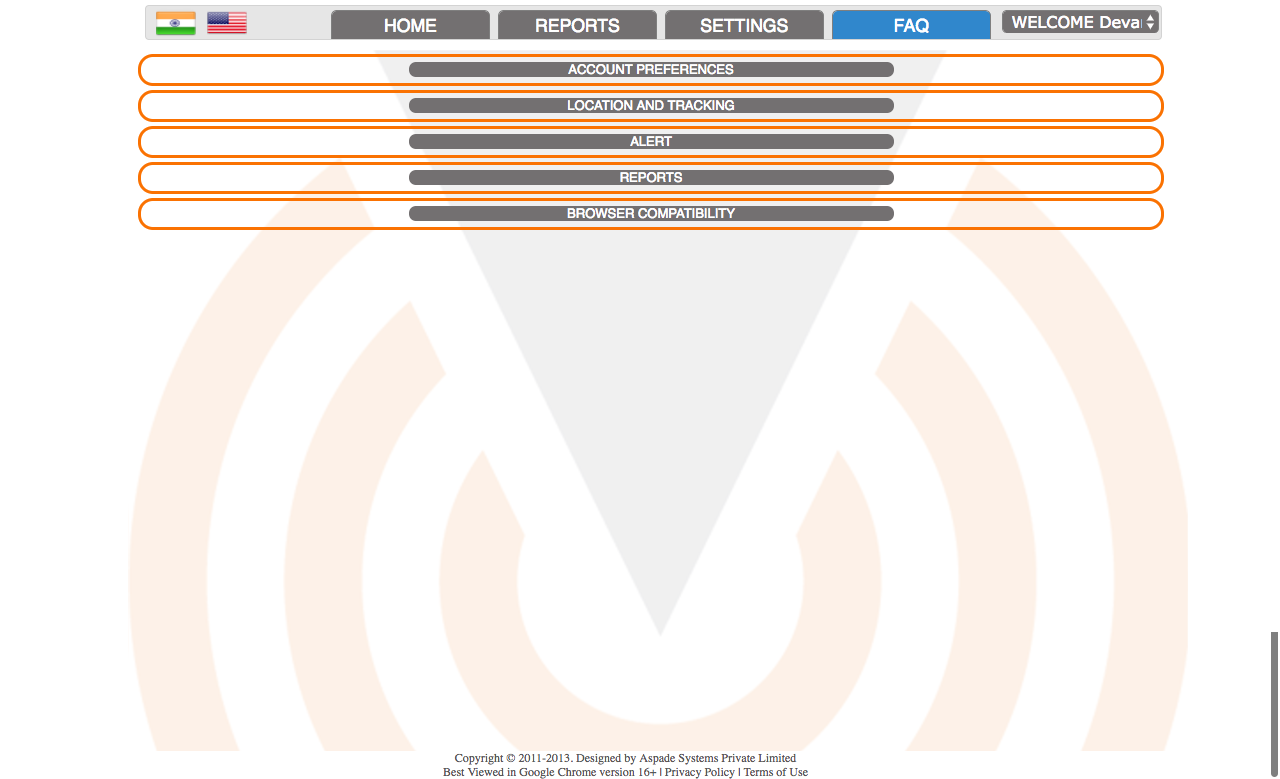 HOME REPORTS SETTINGS FAQ WELCOME
ACCOUNT PREFERENCES
LOCATION AND TRACKING
ALERT
REPORTS
BROWSER COMPATIBILITY
Copyright © 2011-2013. Designed by Aspade Systems Private Limited
Best Viewed in Google Chrome version 16+ | Privacy Policy | Terms of Use